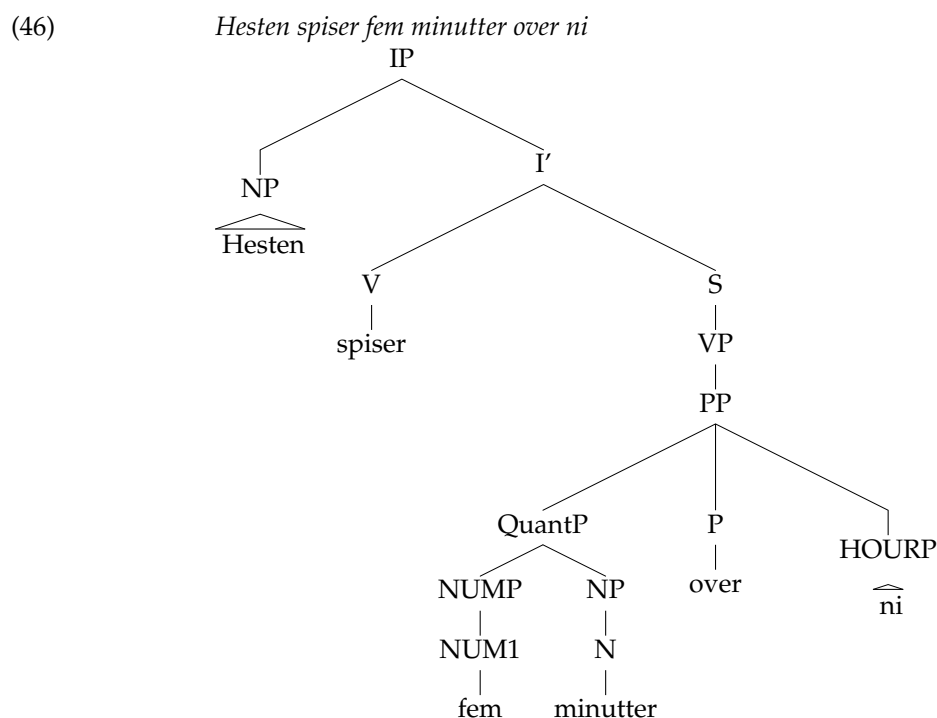 (46) Hesten spiser fem minutter over ni
IP
NP I'
Hesten
V S
spiser VP
PP
QuantP P HOURP
over ni
NUMP NP
NUM1 N
fem minutter